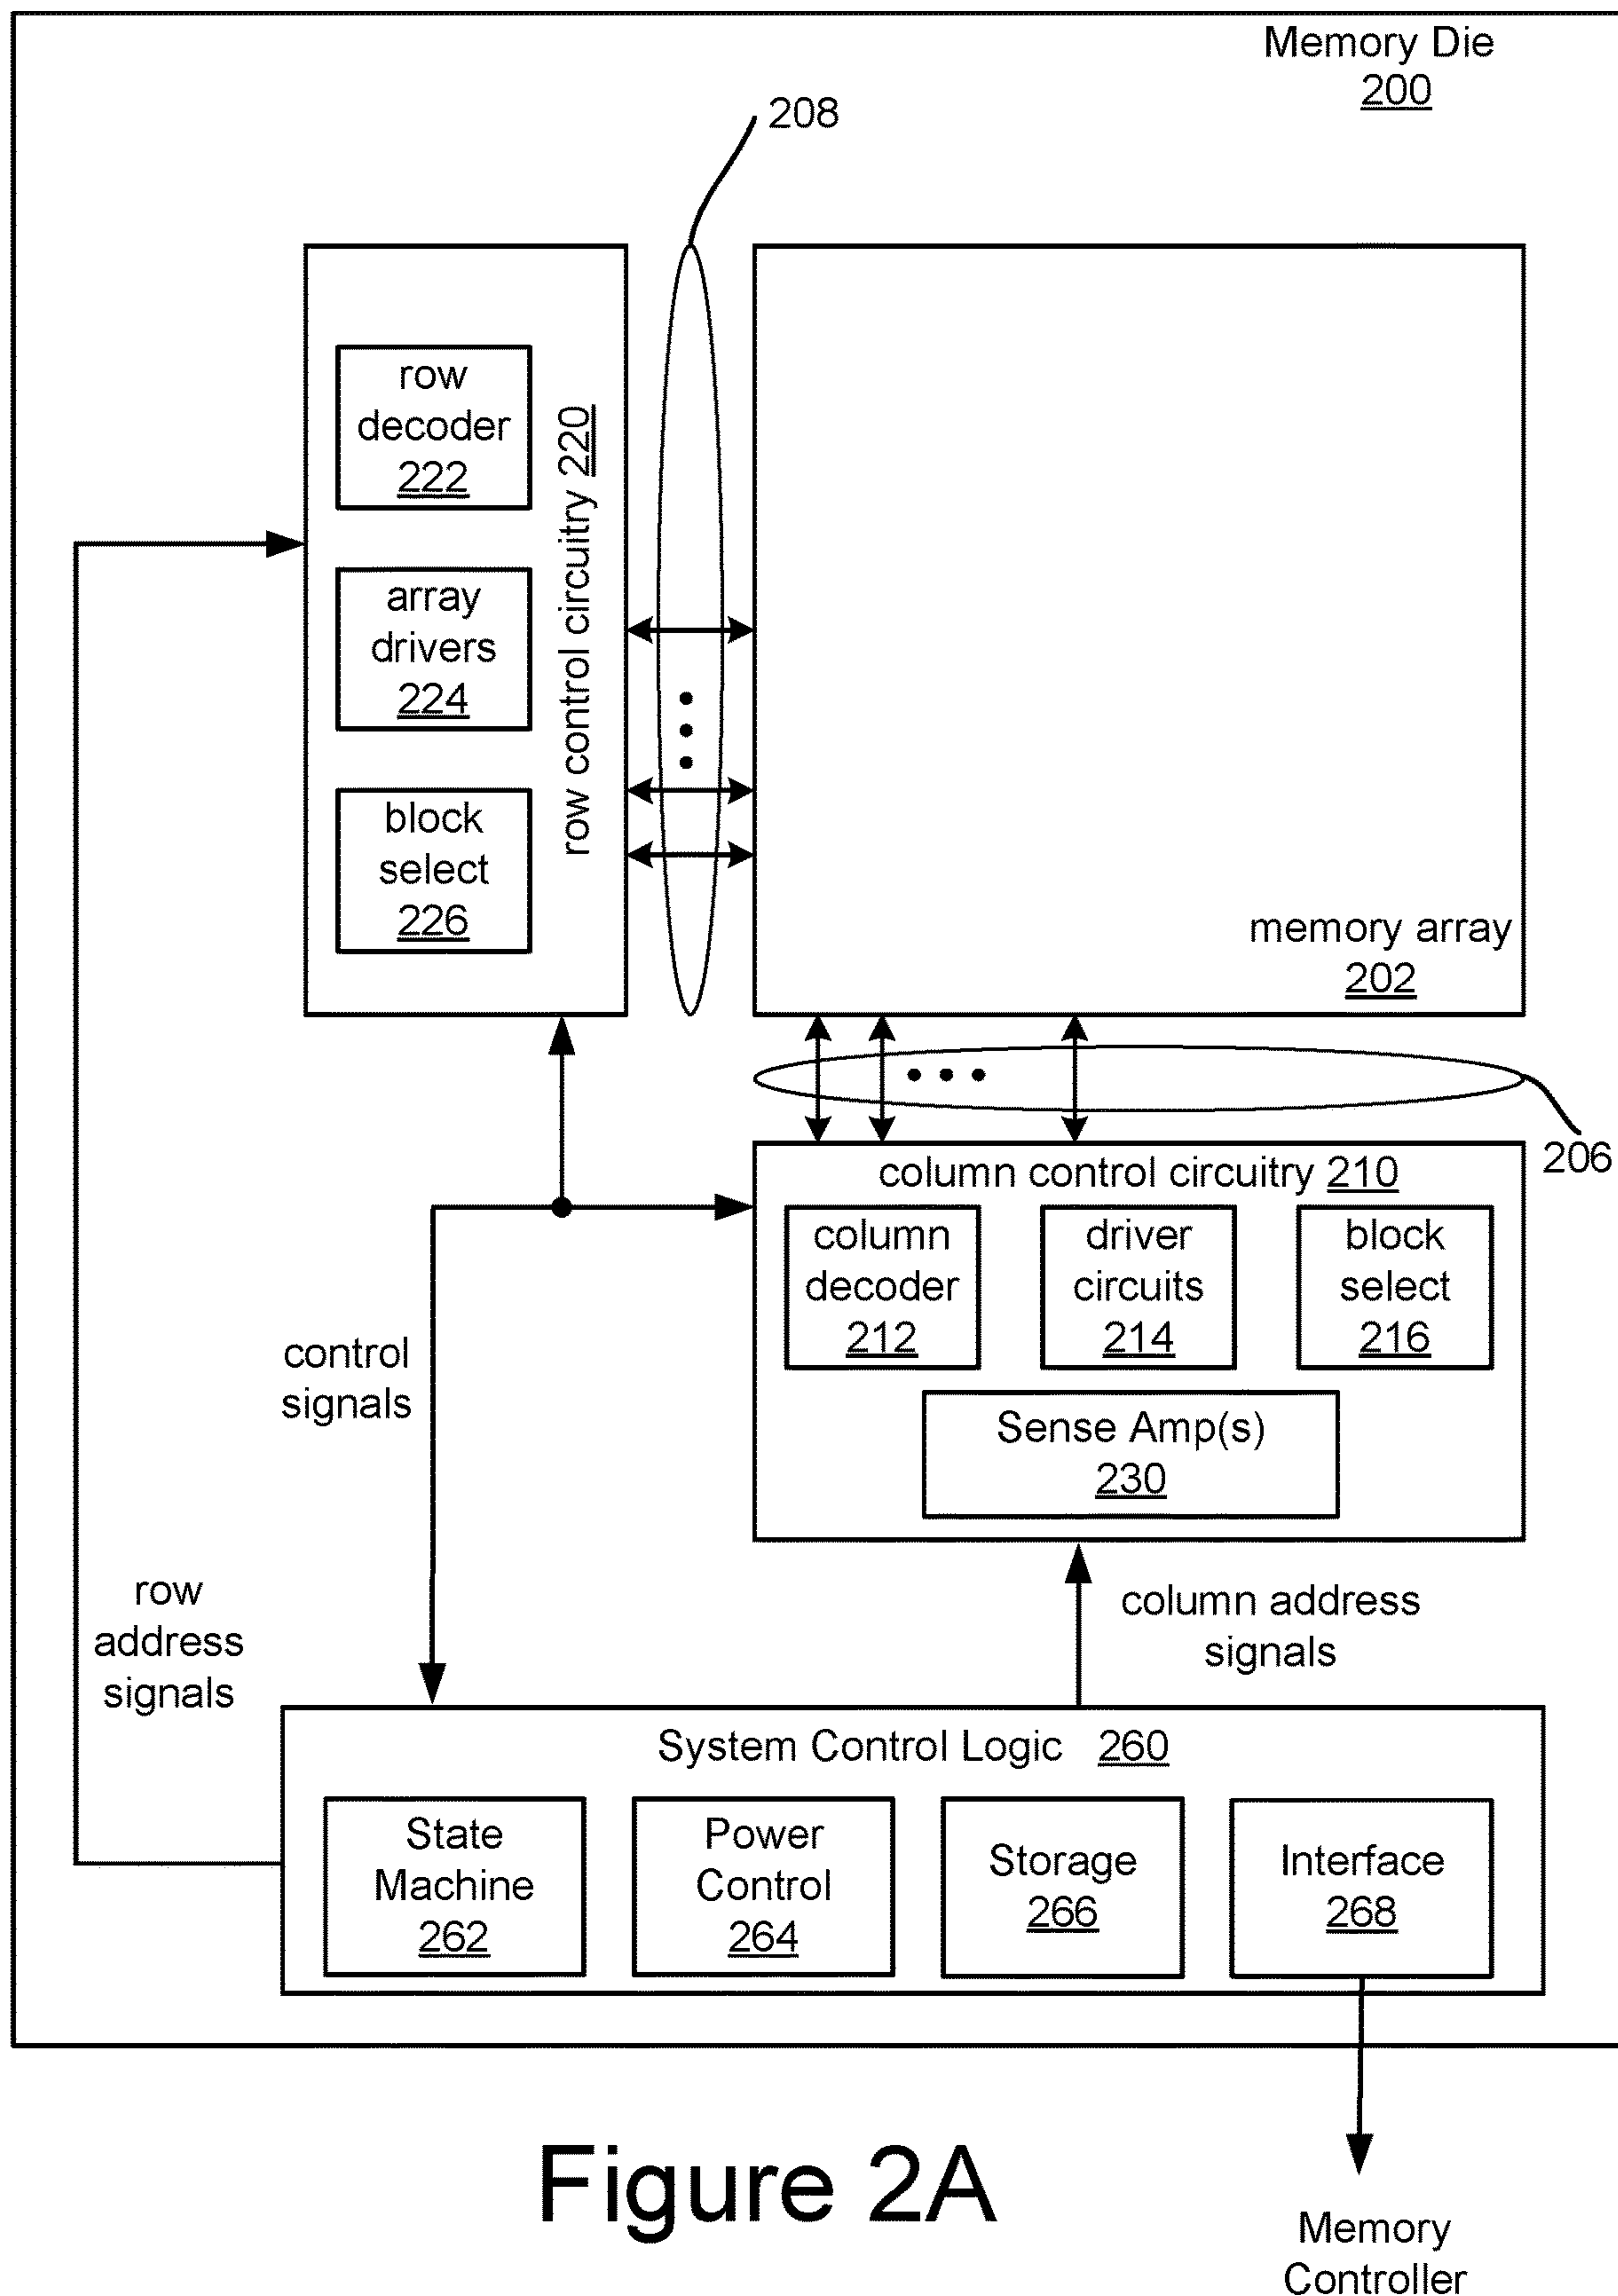 Memory Die
200
208
row
decoder
222
array
drivers
224
block
select
226
row control circuitry 220
memory array
202
206
column control circuitry 210
column
decoder
212
driver
circuits
214
block
select
216
Sense Amp(s)
230
control
signals
row
address
signals
column address
signals
System Control Logic 260
State
Machine
262
Power
Control
264
Storage
266
Interface
268
Figure 2A
Memory
Controller